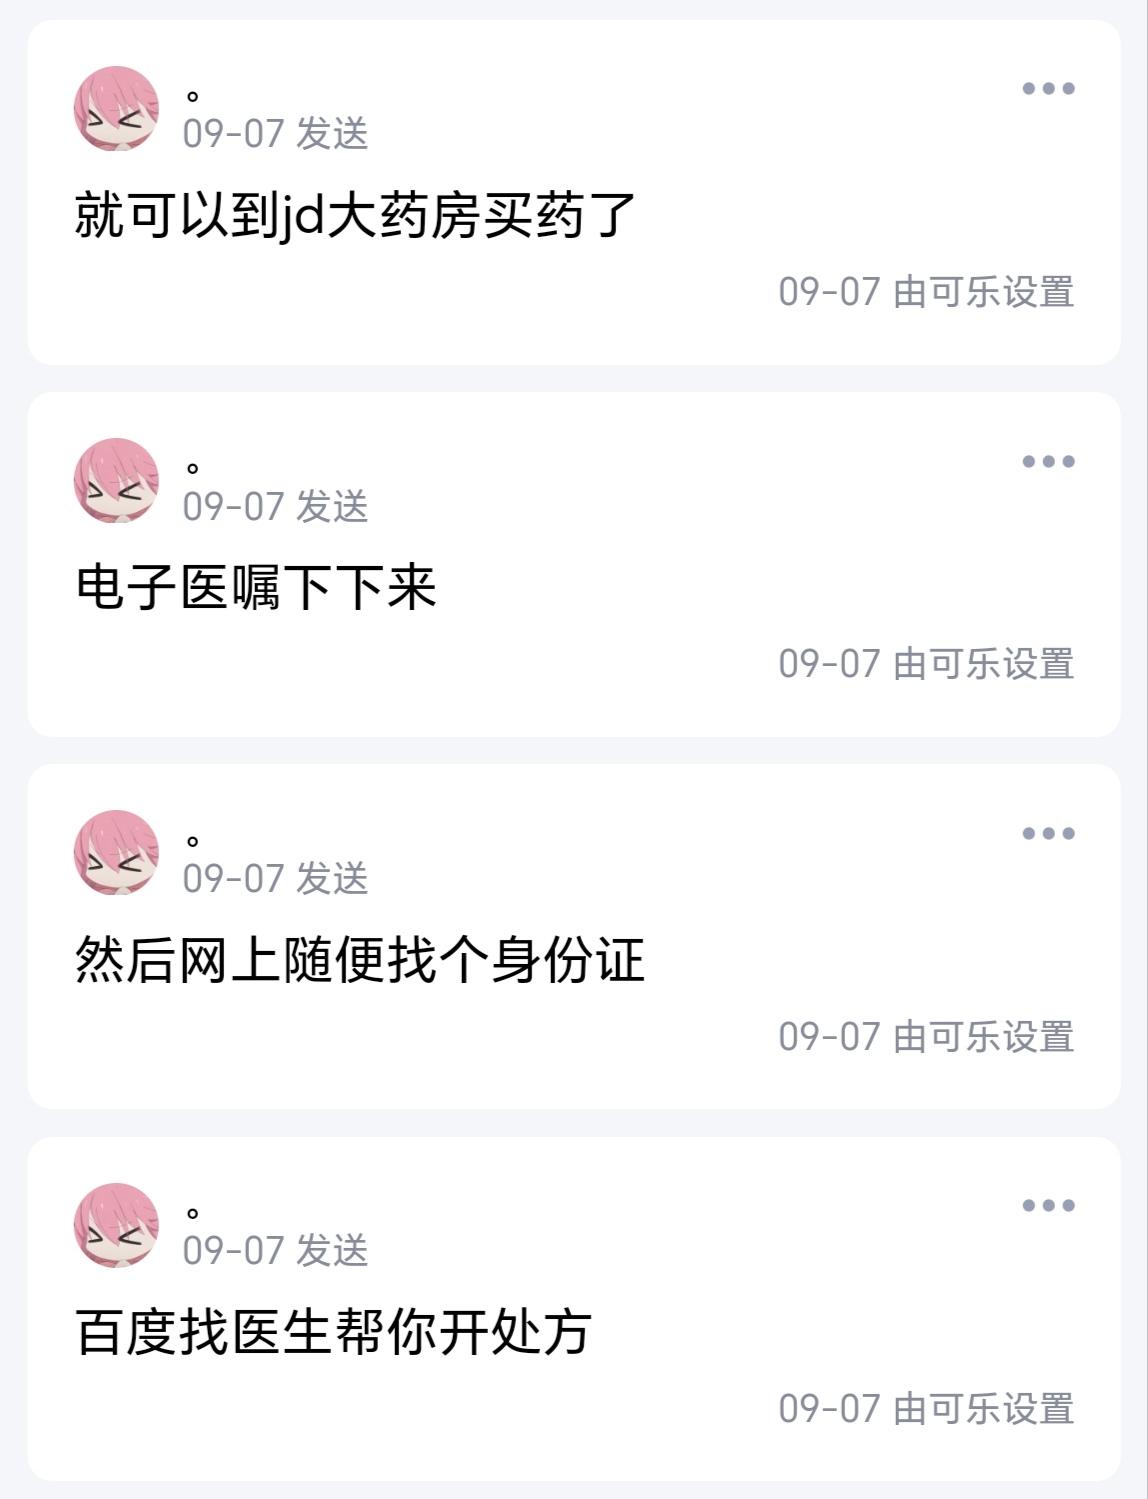 。
09-07 发送
就可以到jd大药房买药了
09-07 由可乐设置
。
09-07 发送
电子医嘱下下来
09-07 由可乐设置
。
09-07 发送
然后网上随便找个身份证
09-07 由可乐设置
。
09-07 发送
百度找医生帮你开处方
09-07 由可乐设置